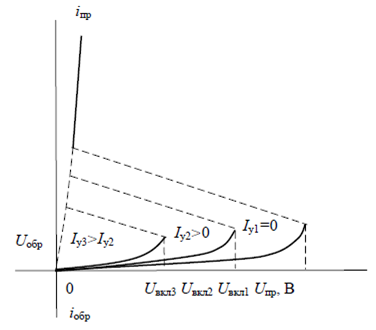 iпр
Iу1=0
Uобр Iу3>Iу2 Iу2>0
0 Uвкл3 Uвкл2 Uвкл1 Uпр, В
iобр